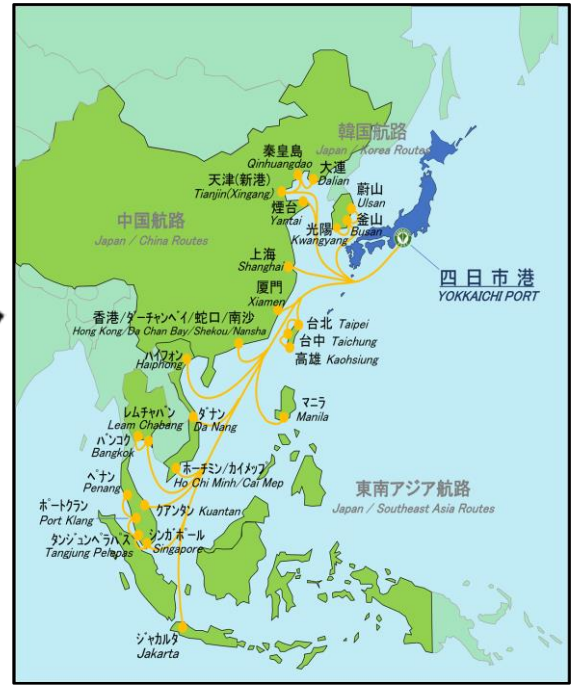 韓国航路
Japan / Korea Routes
秦皇島
Qinhuangdao
大連
Dalian
天津(新港)
Tianjin(Xingang)
蔚山
Ulsan
煙台
Yantai
釜山
Busan
光陽
Kwangyang
中国航路
Japan / China Routes
上海
Shanghai
四日市港
YOKKAICHI PORT
厦門
Xiamen
香港/ダーチャンベイ/蛇口/南沙
Hong Kong/Da Chan Bay/Shekou/Nansha
台北 Taipei
台中 Taichung
高雄 Kaohsiung
ハイフォン
Haiphong
マニラ
Manila
レムチャバン
Leam Chabang
ダナン
Da Nang
バンコク
Bangkok
ホーチミン/カイメップ
Ho Chi Minh/Cai Mep
東南アジア航路
Japan / Southeast Asia Routes
ペナン
Penang
クアンタン Kuantan
ポートクラン
Port Klang
シンガポール
Singapore
タンジュンペラパス
Tangjung Pelepas
ジャカルタ
Jakarta